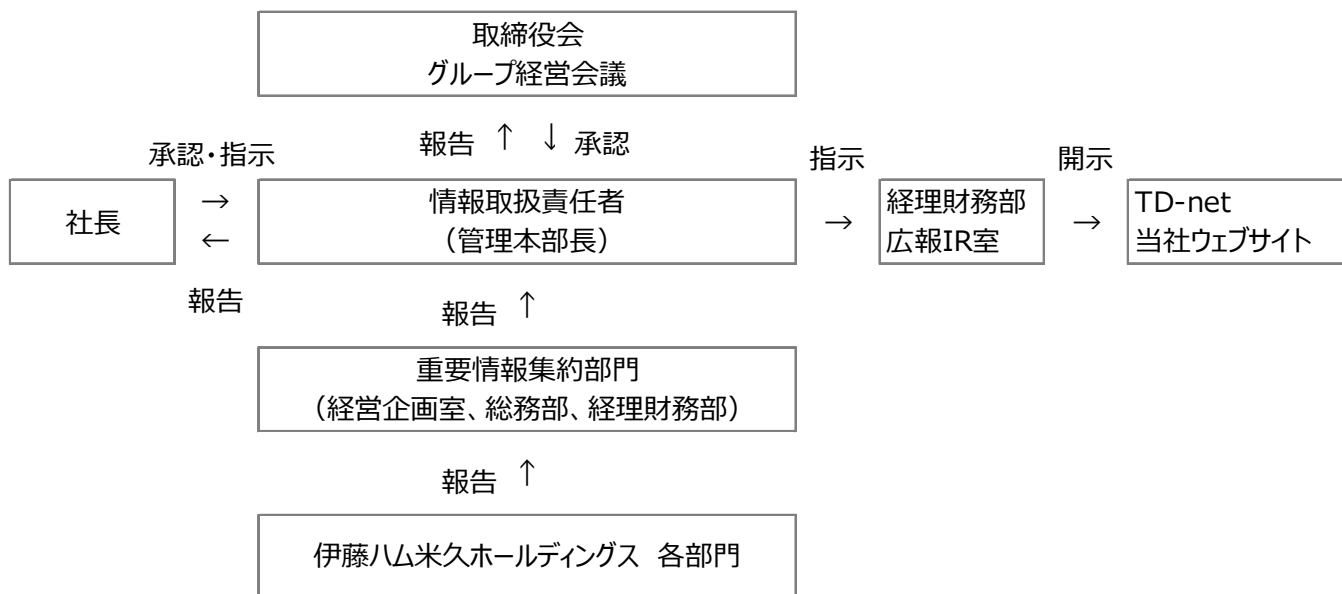 取締役会
グループ経営会議
報告 ↑ ↓ 承認
承認・指示
指示
開示
社長
→
←
情報取扱責任者
（管理本部長）
→
経理財務部
広報IR室
→
TD-net
当社ウェブサイト
報告
報告 ↑
重要情報集約部門
（経営企画室、総務部、経理財務部）
報告 ↑
伊藤ハム米久ホールディングス 各部門